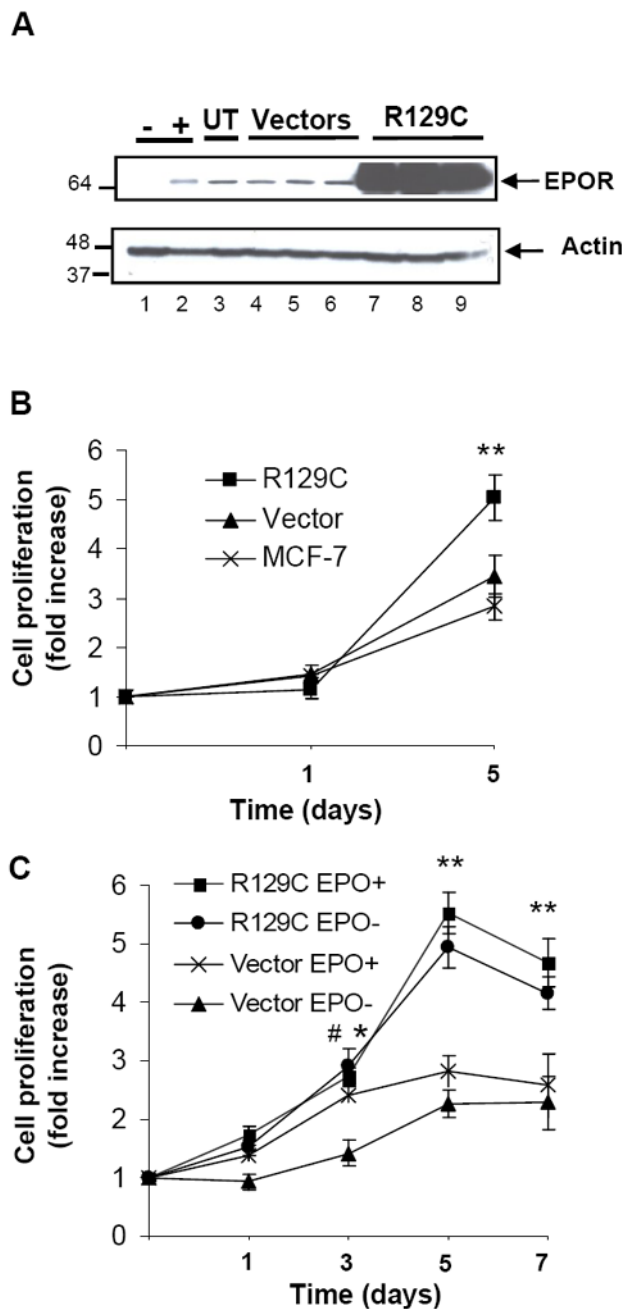 A
- + UT Vectors R129C
64 EPOR
48 Actin
37
1 2 3 4 5 6 7 8 9
B
Cell proliferation
(fold increase)
6
5
4
3
2
1
0
**
R129C
Vector
MCF-7
1 5
Time (days)
C
Cell proliferation
(fold increase)
6
5
4
3
2
1
0
R129C EPO+
R129C EPO-
Vector EPO+
Vector EPO-
# *
**
**
1 3 5 7
Time (days)